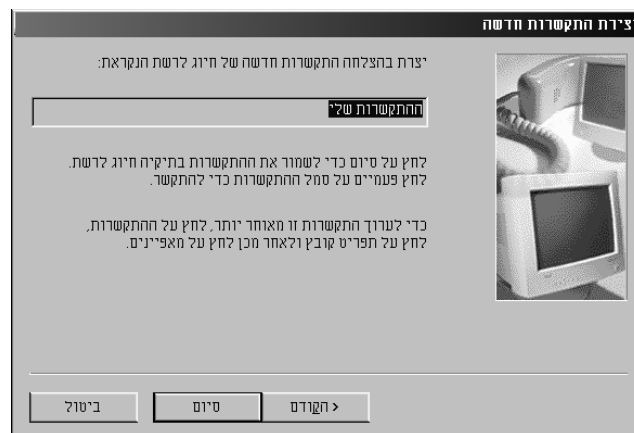 יצירת התקשרות חדשה
יצרת בהצלחה התקשרות חדשה של חיוג לרשת הנקראת:
ההתקשרות שלי
לחץ על סיום כדי לשמור את ההתקשרות בתיקיה חיוג לרשת.
לחץ פעמיים על סמל ההתקשרות כדי להתקשר.
כדי לערוך התקשרות זו מאוחר יותר, לחץ על ההתקשרות,
לחץ על תפריט קובץ ולאחר מכן לחץ על מאפיינים.
< הקודם
סיום
ביטול